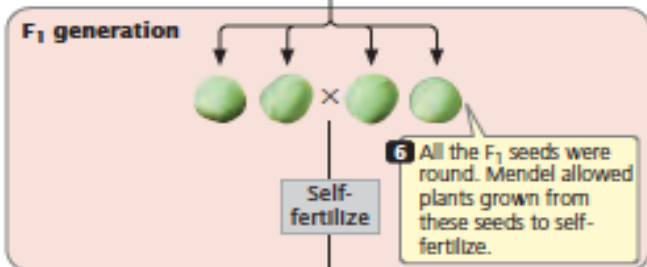 F₁ generation
×
6 All the F₁ seeds were
round. Mendel allowed
plants grown from
these seeds to self-
fertilize.
Self-
fertilize